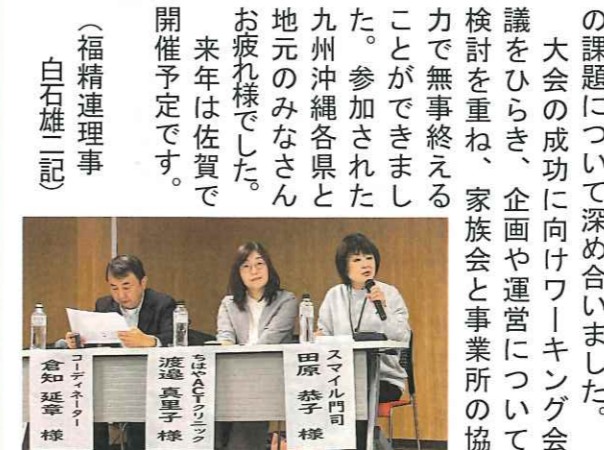 の課題について深め合いました。
大会の成功に向けワーキング会
議をひらき、企画や運営について
検討を重ね、家族会と事業所の協
力で無事終える
ことができまし
た。参加された
九州沖縄各県と
地元のみなさん
お疲れ様でした。
来年は佐賀で
開催予定です。
(福精連理事
白石雄二記)
コーディネーター
倉知 延章 様
ちはやACTクリニック
渡邉 真里子 様
スマイル門司
田原 恭子 様